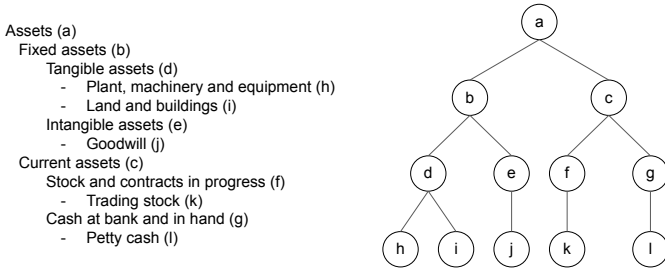 Assets (a)
Fixed assets (b)
Tangible assets (d)
- Plant, machinery and equipment (h)
- Land and buildings (i)
Intangible assets (e)
- Goodwill (j)
Current assets (c)
Stock and contracts in progress (f)
- Trading stock (k)
Cash at bank and in hand (g)
- Petty cash (l)
a
b c
d e f g
h i j k l